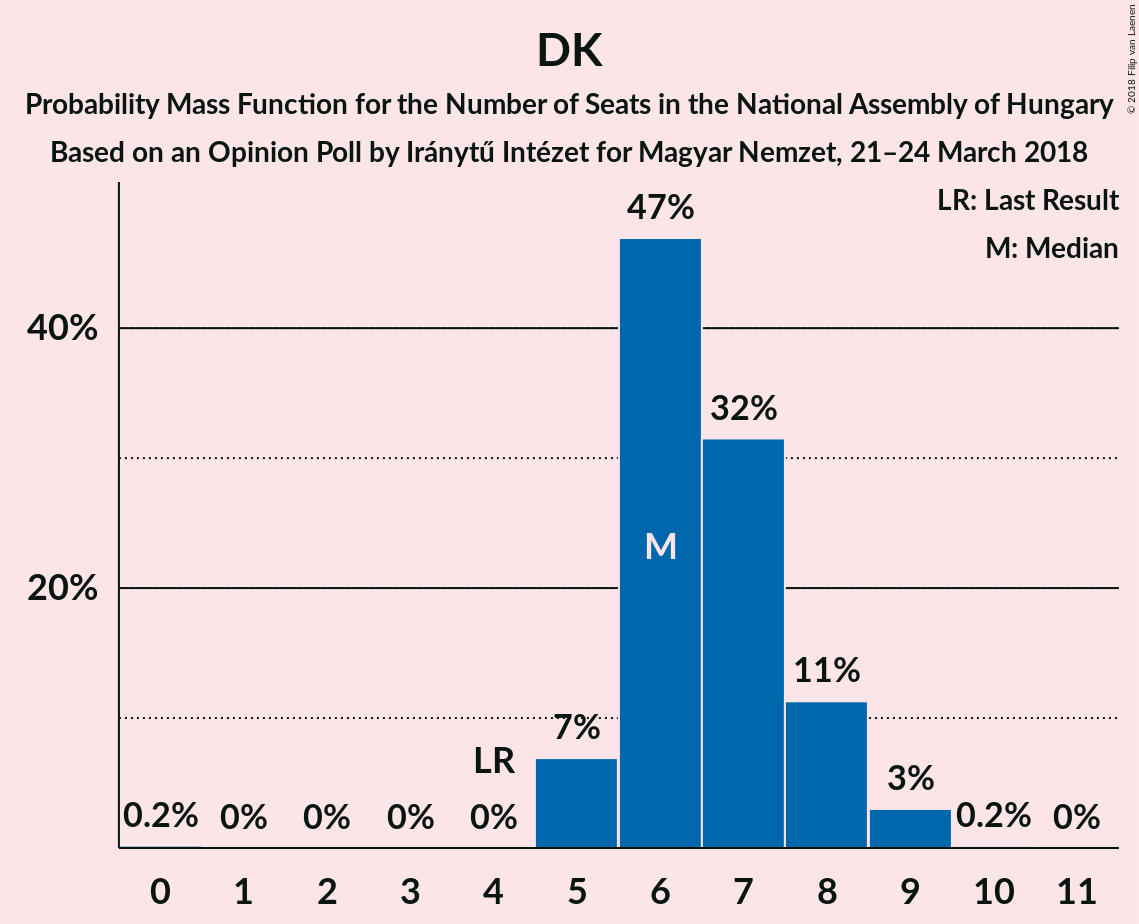 DK
Probability Mass Function for the Number of Seats in the National Assembly of Hungary
Based on an Opinion Poll by Iránytű Intézet for Magyar Nemzet, 21–24 March 2018
© 2018 Filip van Laenen
LR: Last Result
M: Median
47%
40%
32%
M
20%
11%
7%
LR
3%
0.2% 0% 0% 0% 0% 0.2% 0%
0 1 2 3 4 5 6 7 8 9 10 11